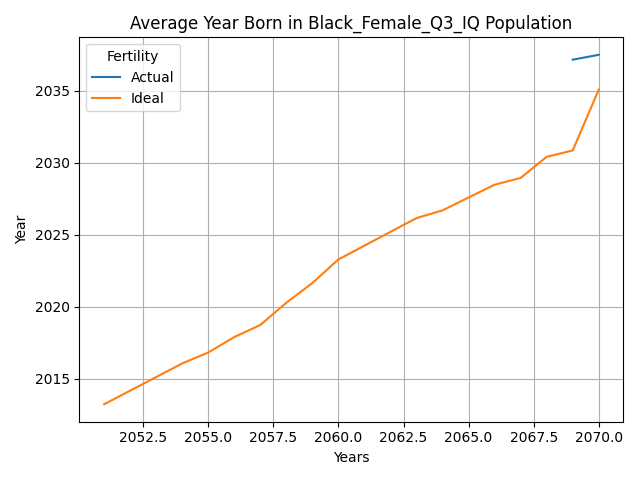 Average Year Born in Black_Female_Q3_IQ Population
Fertility
Actual
Ideal
2035
2030
2025
2020
2015
Year
2052.5 2055.0 2057.5 2060.0 2062.5 2065.0 2067.5 2070.0
Years